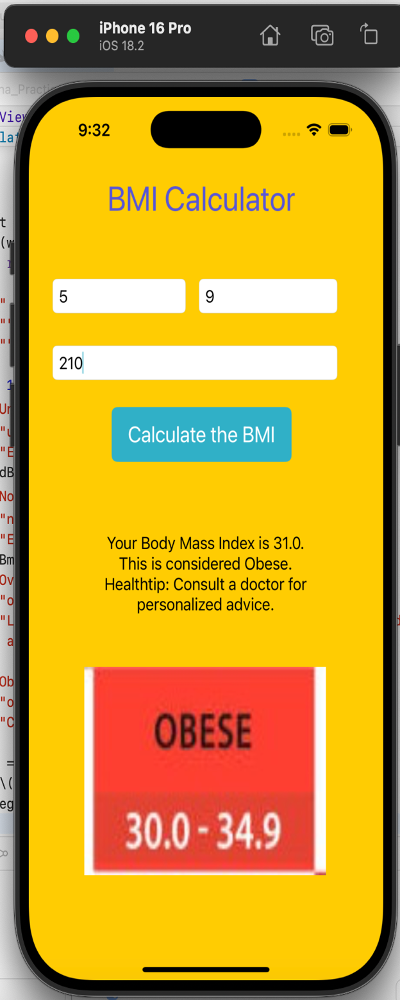 iPhone 16 Pro
iOS 18.2
9:32
BMI Calculator
5
9
210
Calculate the BMI
Your Body Mass Index is 31.0.
This is considered Obese.
Healthtip: Consult a doctor for
personalized advice.
OBESE
30.0 - 34.9